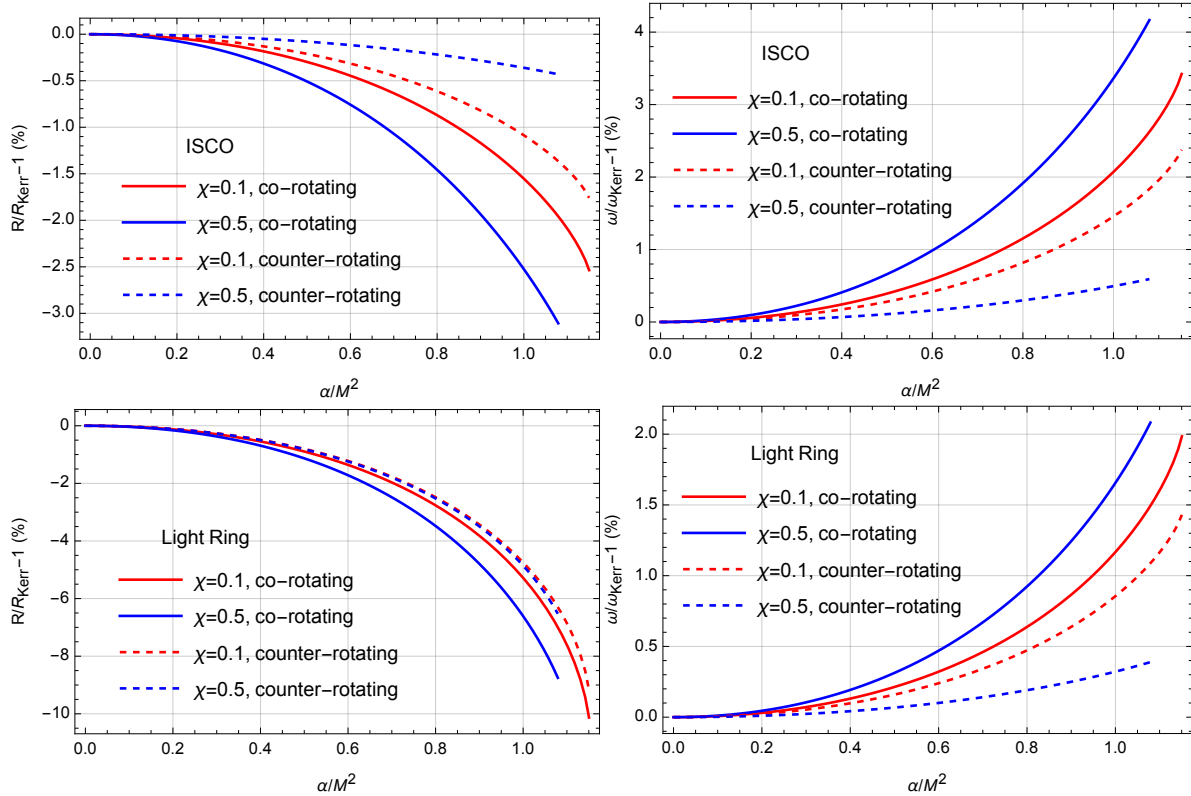 0.0
−0.5
−1.0
−1.5
−2.0
−2.5
−3.0
R/R_Kerr−1 (%)
ISCO
χ=0.1, co−rotating
χ=0.5, co−rotating
χ=0.1, counter−rotating
χ=0.5, counter−rotating
0.0 0.2 0.4 0.6 0.8 1.0
α/M²
4
3
2
1
0
ω/ω_Kerr−1 (%)
ISCO
χ=0.1, co−rotating
χ=0.5, co−rotating
χ=0.1, counter−rotating
χ=0.5, counter−rotating
0.0 0.2 0.4 0.6 0.8 1.0
α/M²
0
−2
−4
−6
−8
−10
R/R_Kerr−1 (%)
Light Ring
χ=0.1, co−rotating
χ=0.5, co−rotating
χ=0.1, counter−rotating
χ=0.5, counter−rotating
0.0 0.2 0.4 0.6 0.8 1.0
α/M²
2.0
1.5
1.0
0.5
0.0
ω/ω_Kerr−1 (%)
Light Ring
χ=0.1, co−rotating
χ=0.5, co−rotating
χ=0.1, counter−rotating
χ=0.5, counter−rotating
0.0 0.2 0.4 0.6 0.8 1.0
α/M²